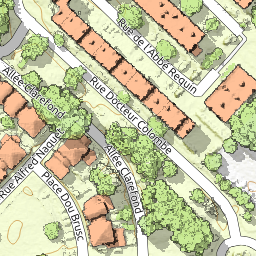 Rue de l'Abbé Requin
Allée Clarefond
Rue Docteur Colombe
Rue Alfred Naquet
Allée Clarefond
Place Dou Brusc